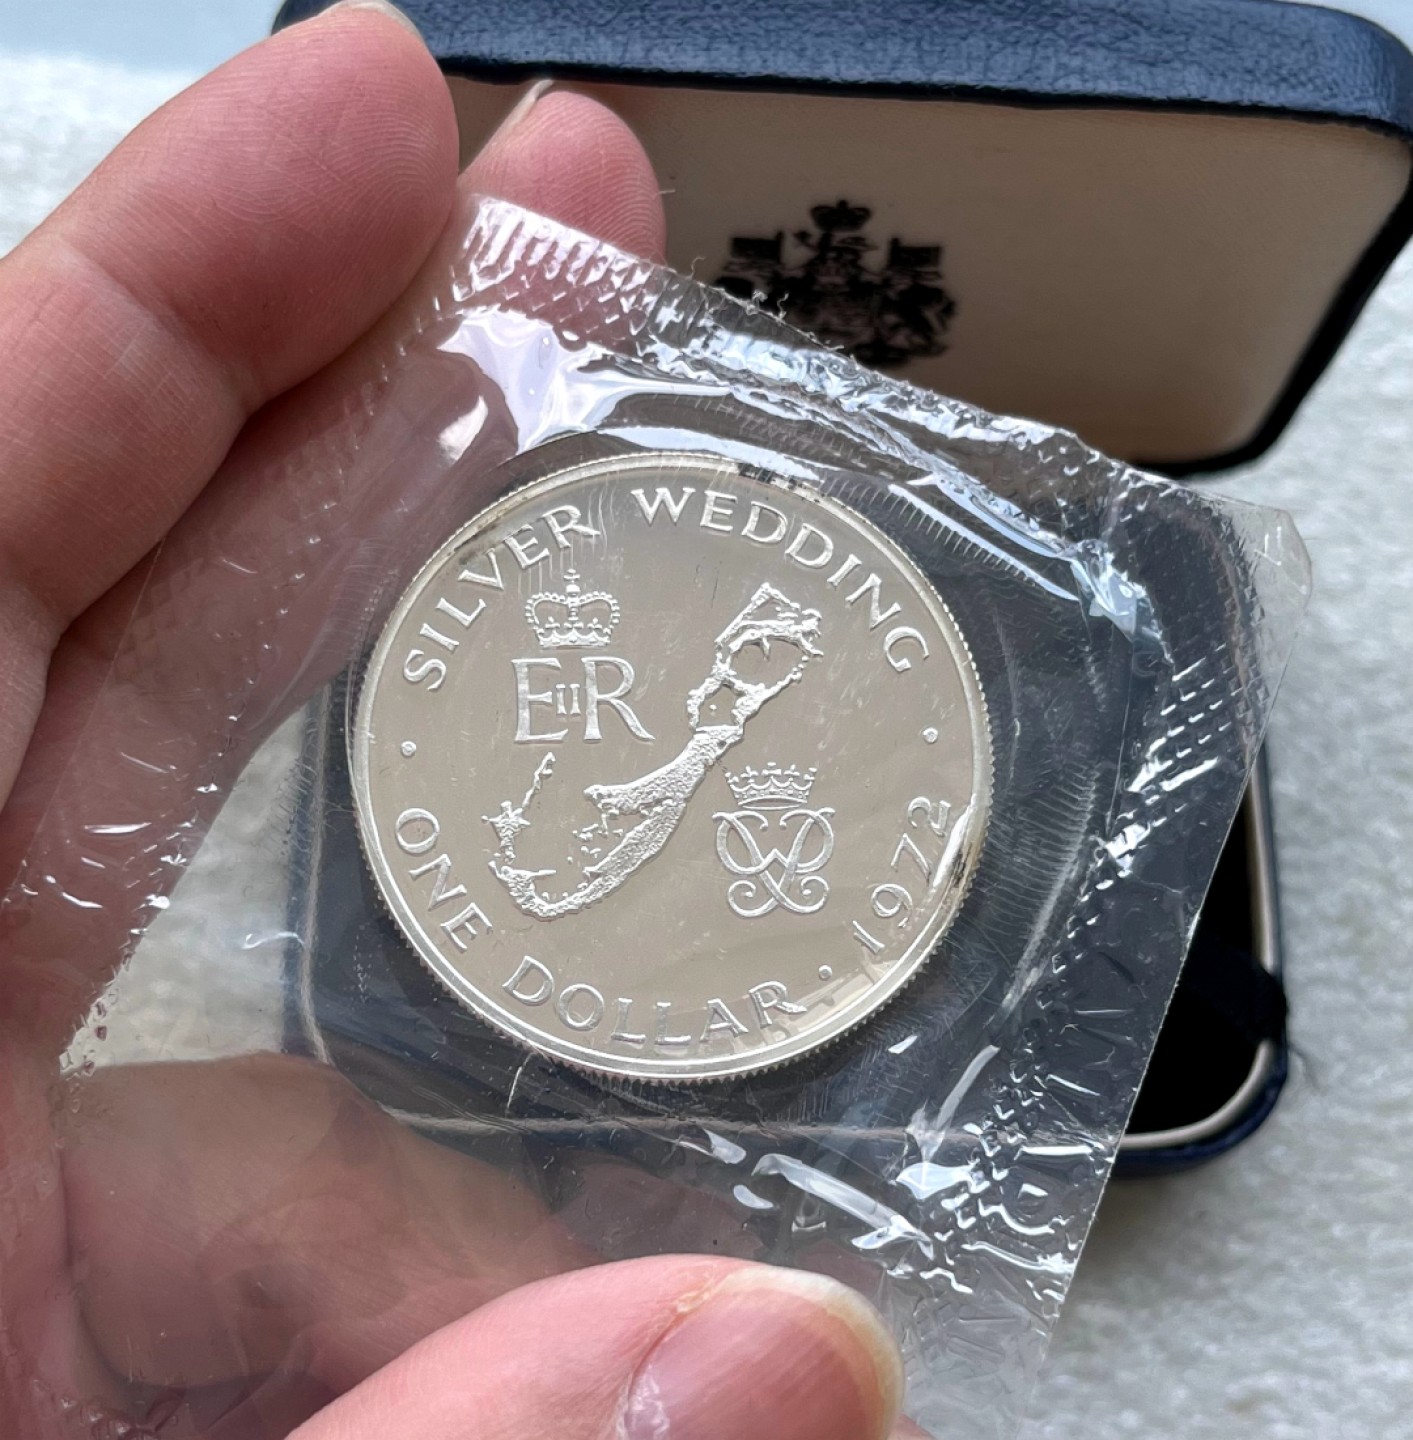 SILVER WEDDING
EIIR
ONE DOLLAR · 1972